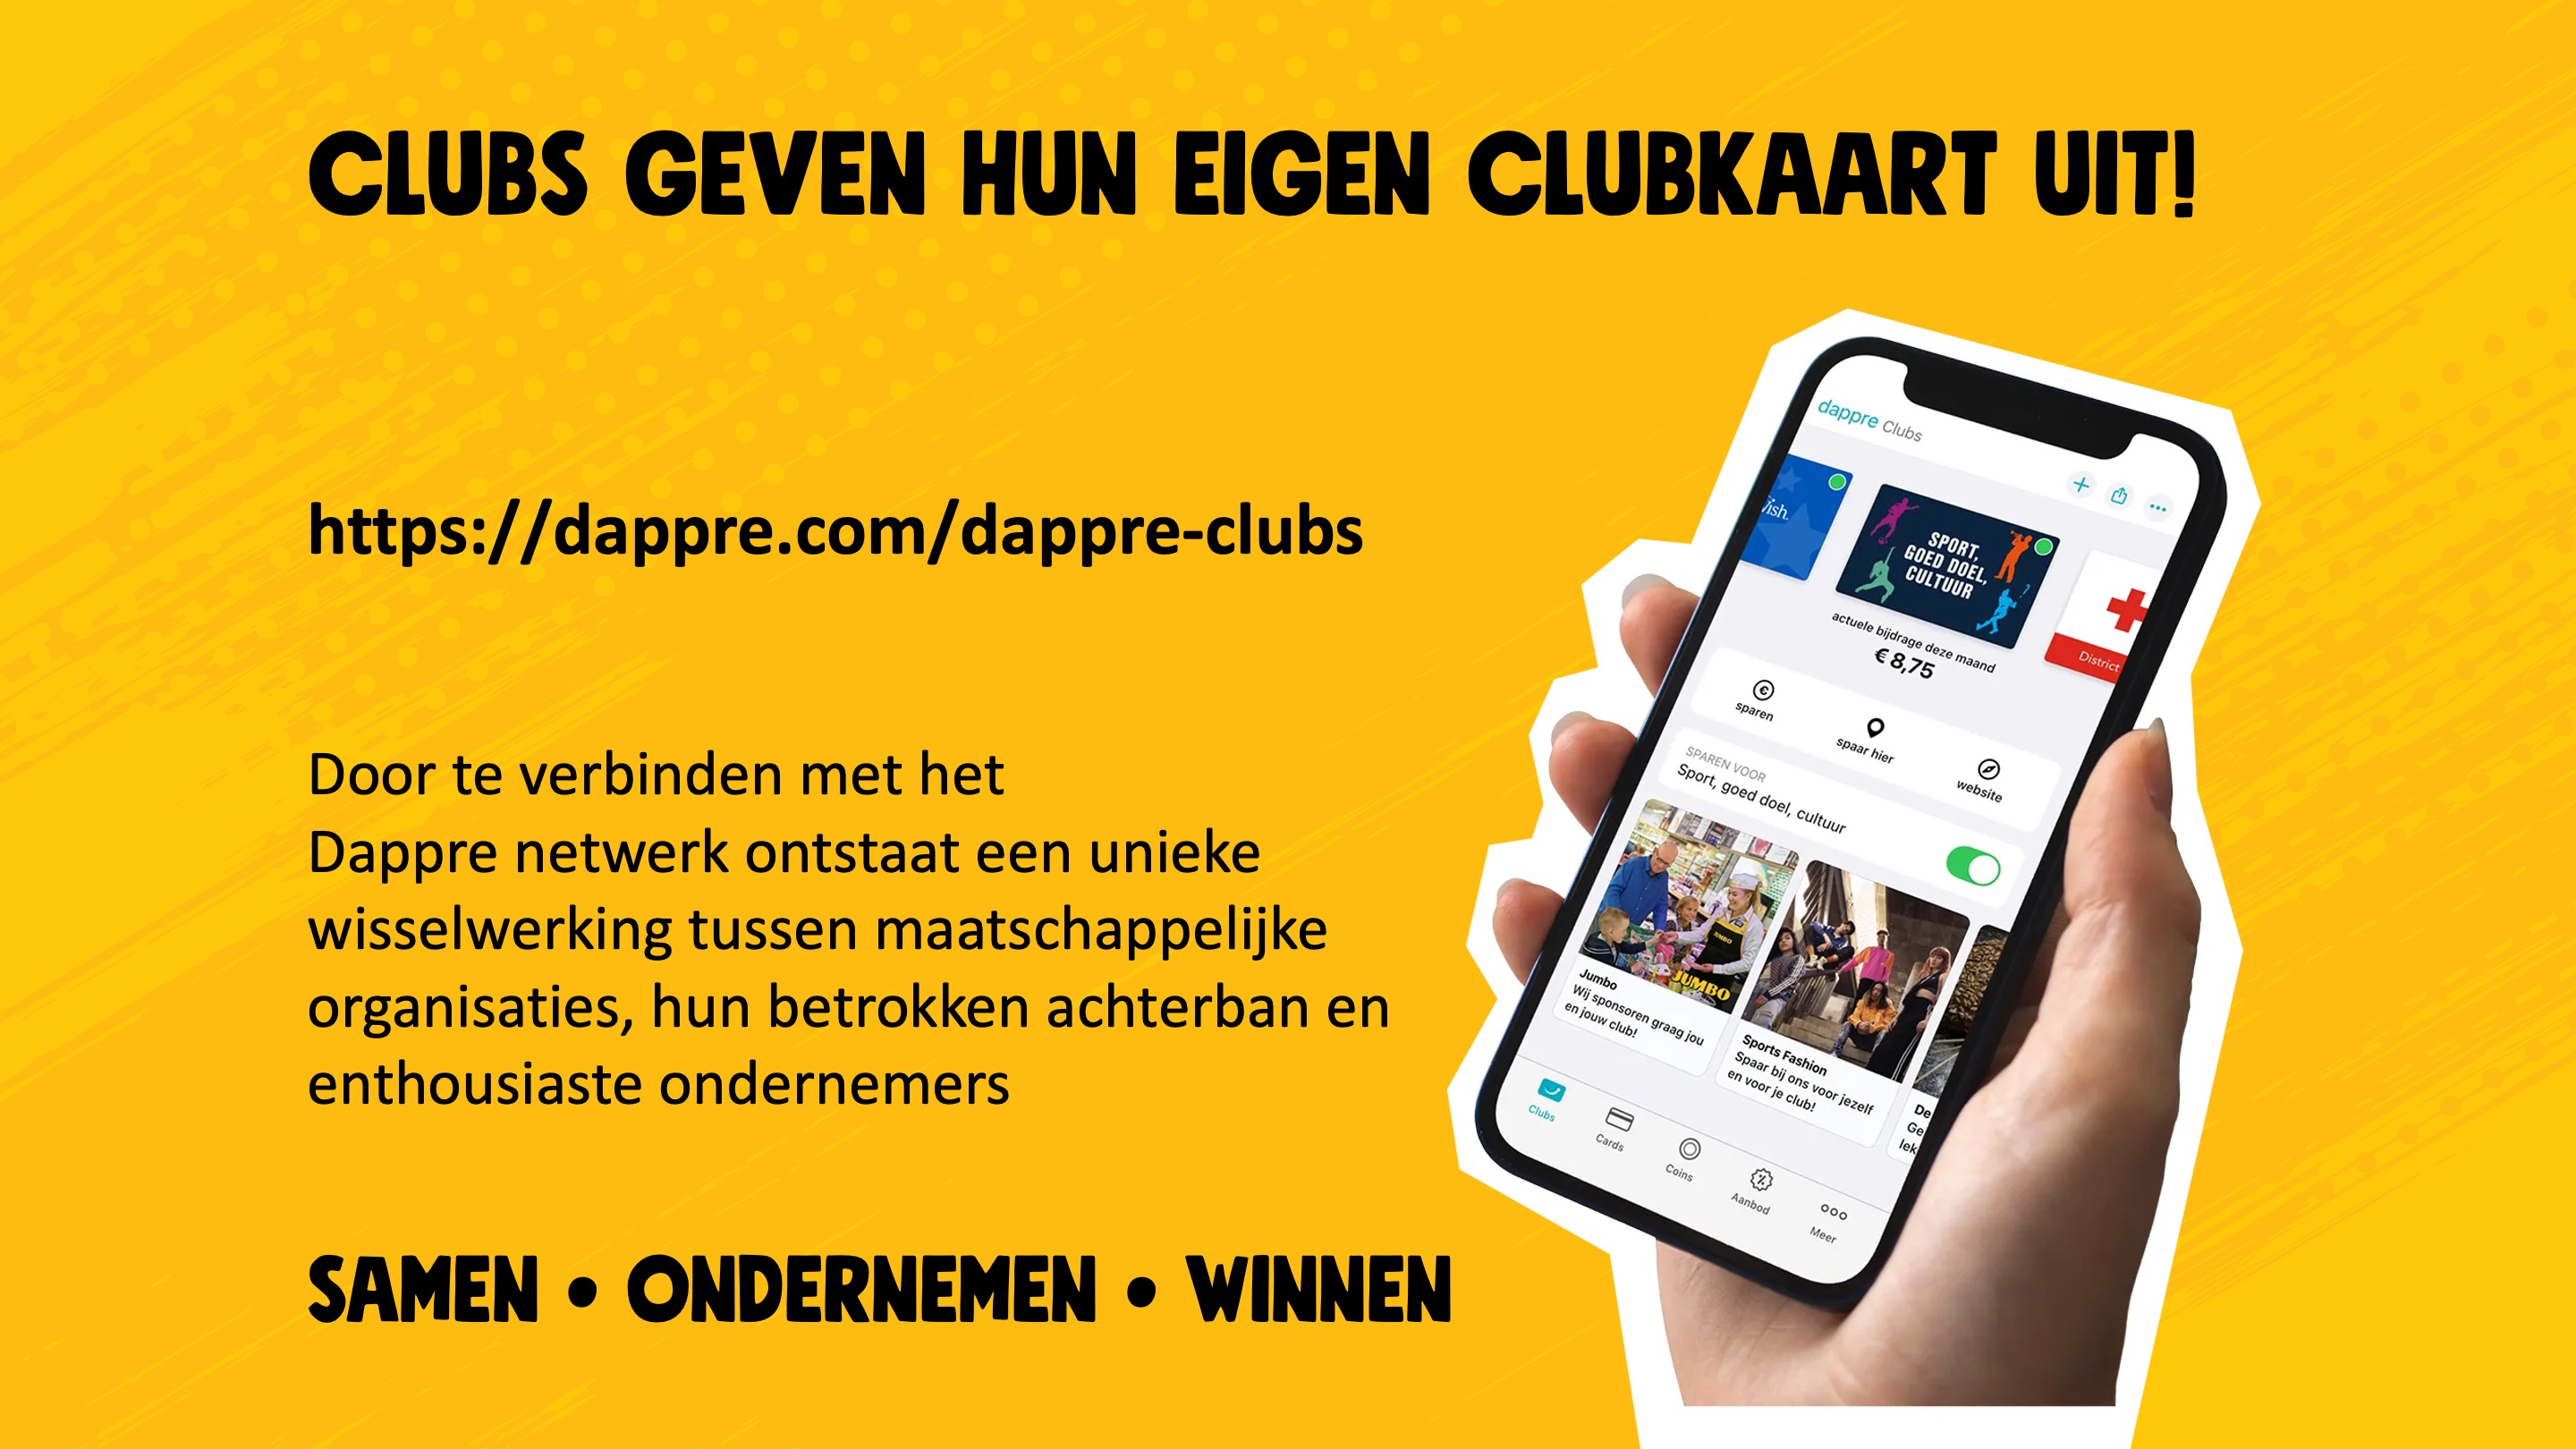 CLUBS GEVEN HUN EIGEN CLUBKAART UIT!
https://dappre.com/dappre-clubs
Door te verbinden met het
Dappre netwerk ontstaat een unieke
wisselwerking tussen maatschappelijke
organisaties, hun betrokken achterban en
enthousiaste ondernemers
SAMEN • ONDERNEMEN • WINNEN
dappre Clubs
SPORT,
GOED DOEL,
CULTUUR
District
actuele bijdrage deze maand
€ 8,75
sparen
spaar hier
website
SPAREN VOOR
Sport, goed doel, cultuur
JUMBO
Jumbo
Wij sponsoren graag jou
en jouw club!
Sports Fashion
Spaar bij ons voor jezelf
en voor je club!
De
Ge
lek
Clubs
Cards
Coins
Aanbod
Meer